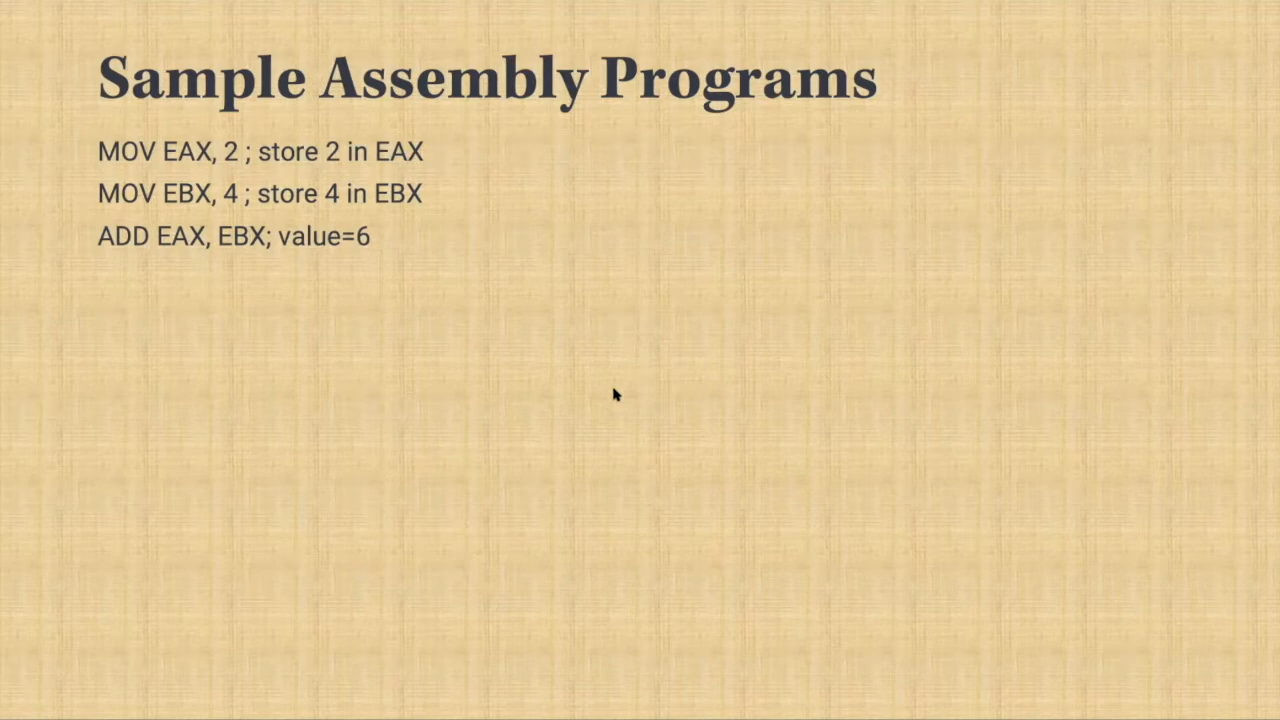 Sample Assembly Programs
MOV EAX, 2 ; store 2 in EAX
MOV EBX, 4 ; store 4 in EBX
ADD EAX, EBX; value=6